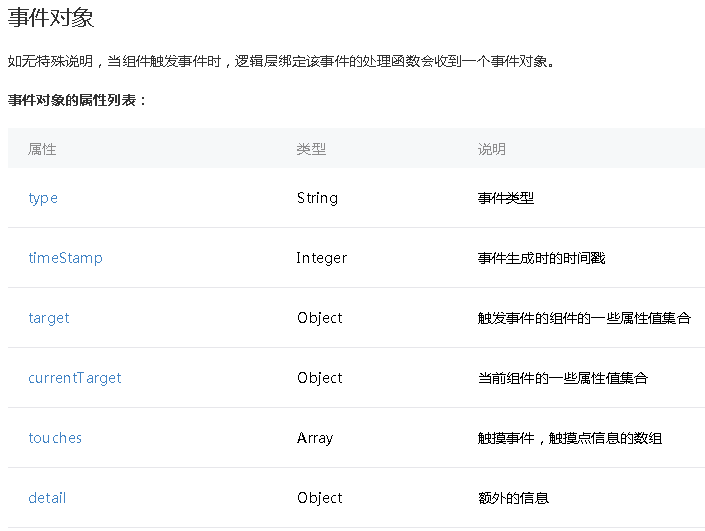 事件对象
如无特殊说明，当组件触发事件时，逻辑层绑定该事件的处理函数会收到一个事件对象。
事件对象的属性列表：
属性 类型 说明
type String 事件类型
timeStamp Integer 事件生成时的时间戳
target Object 触发事件的组件的一些属性值集合
currentTarget Object 当前组件的一些属性值集合
touches Array 触摸事件，触摸点信息的数组
detail Object 额外的信息